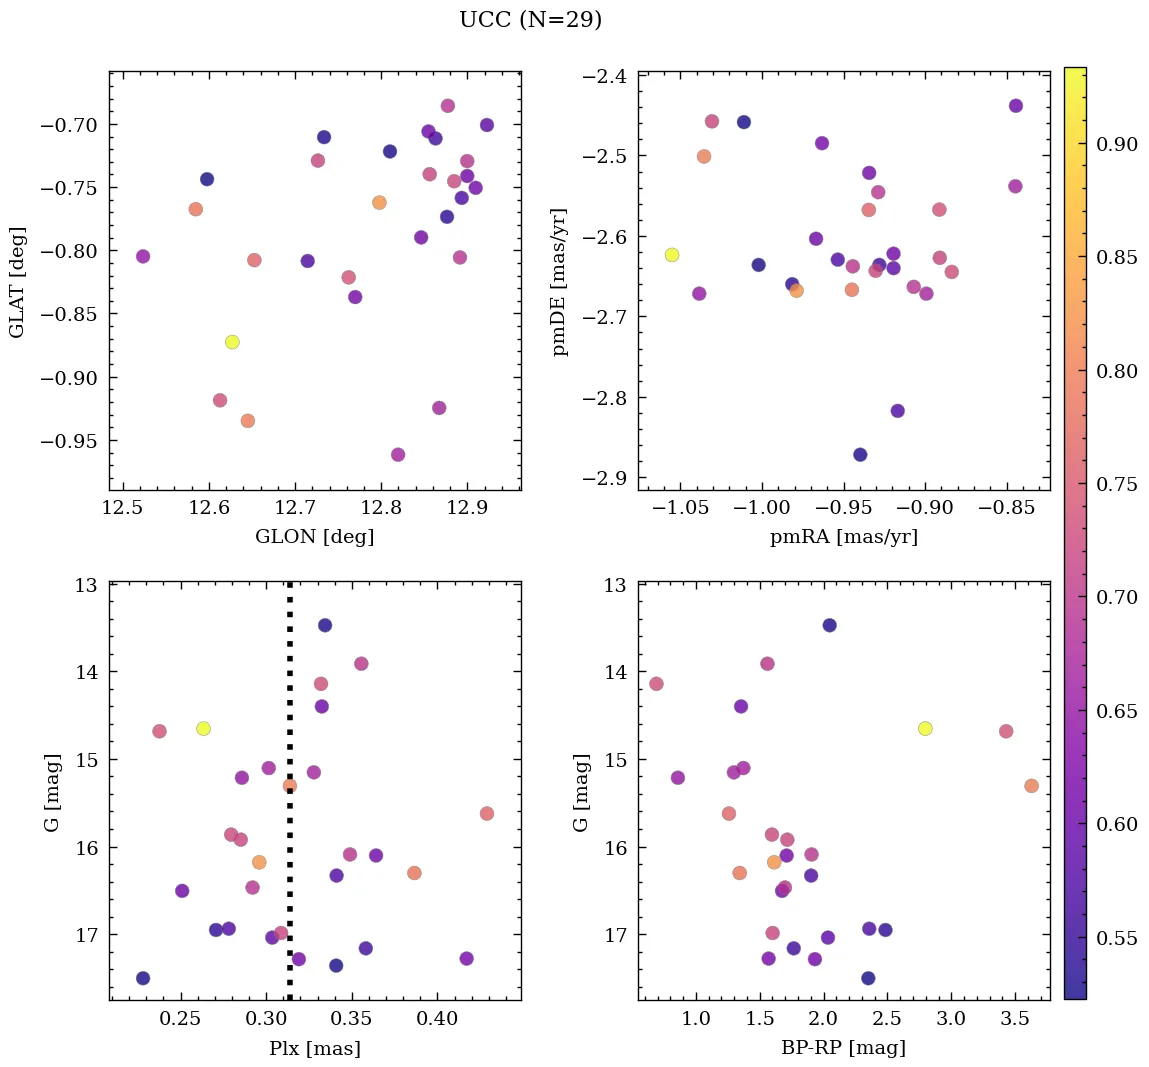 UCC (N=29)
−0.70
−0.75
−0.80
−0.85
−0.90
−0.95
GLAT [deg]
12.5 12.6 12.7 12.8 12.9
GLON [deg]
−2.4
−2.5
−2.6
−2.7
−2.8
−2.9
pmDE [mas/yr]
−1.05 −1.00 −0.95 −0.90 −0.85
pmRA [mas/yr]
13
14
15
16
17
G [mag]
0.25 0.30 0.35 0.40
Plx [mas]
13
14
15
16
17
G [mag]
1.0 1.5 2.0 2.5 3.0 3.5
BP-RP [mag]
0.90
0.85
0.80
0.75
0.70
0.65
0.60
0.55